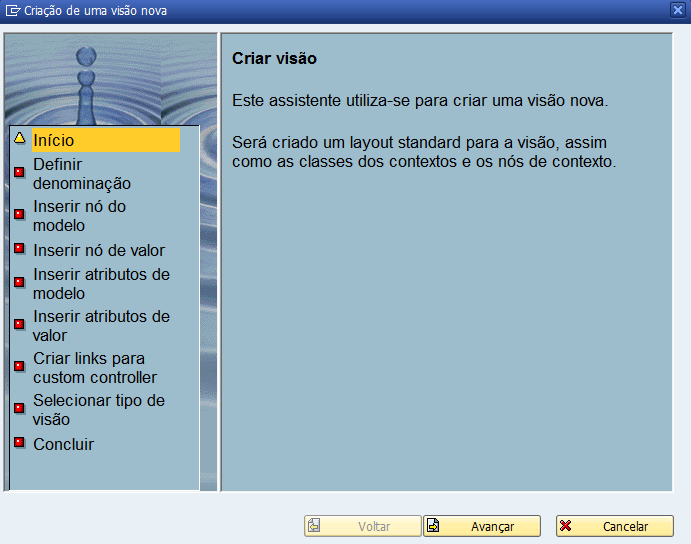 Criação de uma visão nova
Início
Definir
denominação
Inserir nó do
modelo
Inserir nó de valor
Inserir atributos de
modelo
Inserir atributos de
valor
Criar links para
custom controller
Selecionar tipo de
visão
Concluir
Criar visão
Este assistente utiliza-se para criar uma visão nova.
Será criado um layout standard para a visão, assim
como as classes dos contextos e os nós de contexto.
Voltar
Avançar
Cancelar